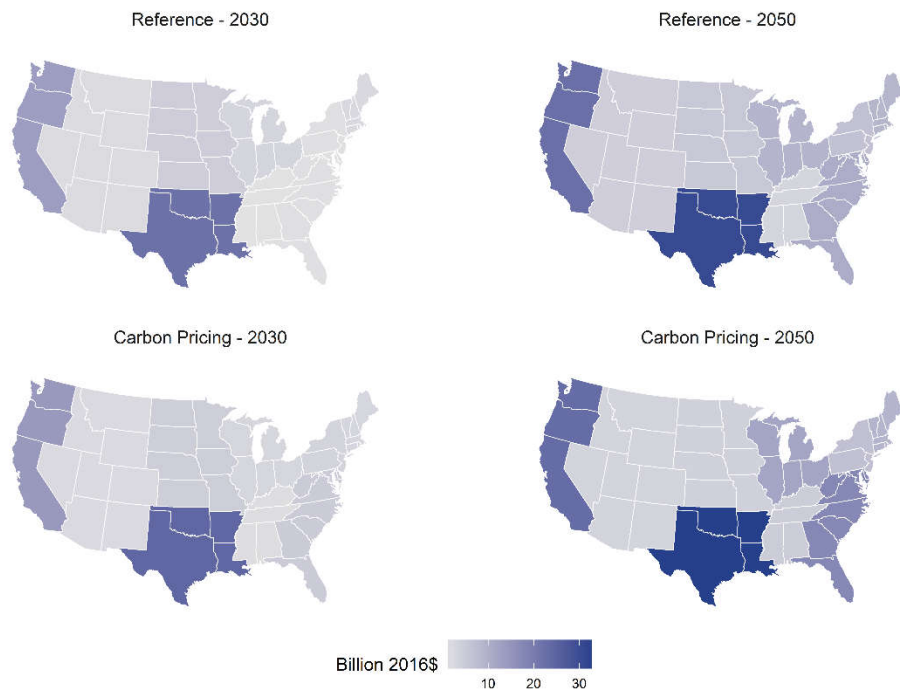 Reference - 2030
Reference - 2050
Carbon Pricing - 2030
Carbon Pricing - 2050
Billion 2016$
10 20 30